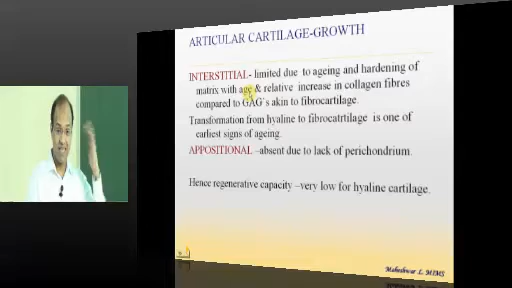 ARTICULAR CARTILAGE-GROWTH
INTERSTITIAL- limited due to ageing and hardening of
matrix with age & relative increase in collagen fibres
compared to GAG`s akin to fibrocartilage.
Transformation from hyaline to fibrocatrtilage is one of
earliest signs of ageing.
APPOSITIONAL –absent due to lack of perichondrium.
Hence regenerative capacity –very low for hyaline cartilage.
Maheshwar L. MIMS